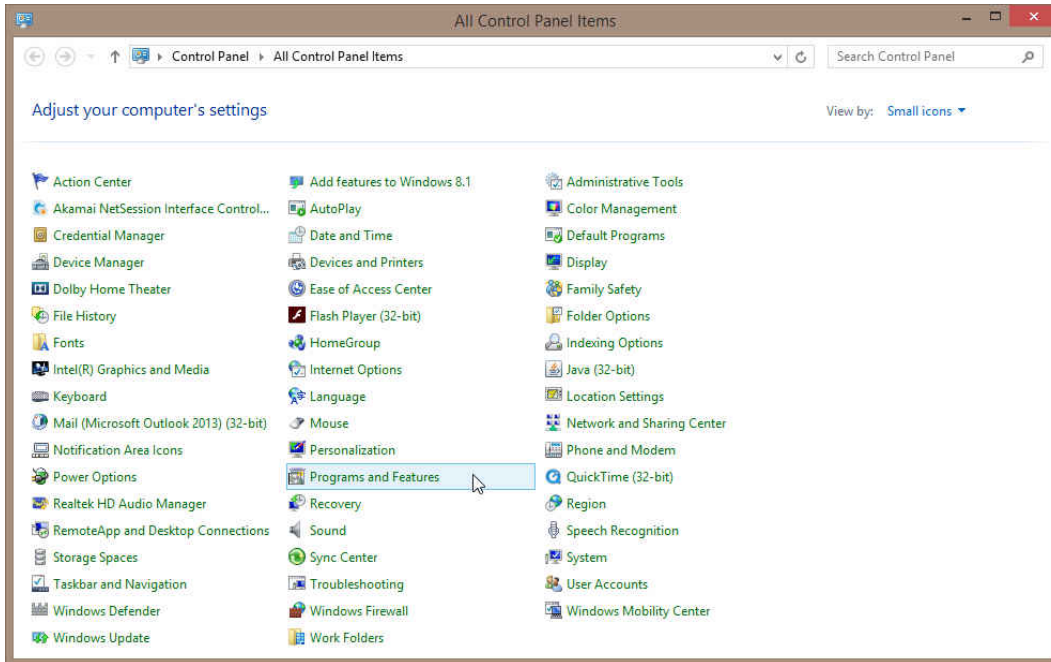 All Control Panel Items
Control Panel All Control Panel Items Search Control Panel
Adjust your computer's settings View by: Small icons
Action Center Add features to Windows 8.1 Administrative Tools
Akamai NetSession Interface Control... AutoPlay Color Management
Credential Manager Date and Time Default Programs
Device Manager Devices and Printers Display
Dolby Home Theater Ease of Access Center Family Safety
File History Flash Player (32-bit) Folder Options
Fonts HomeGroup Indexing Options
Intel(R) Graphics and Media Internet Options Java (32-bit)
Keyboard Language Location Settings
Mail (Microsoft Outlook 2013) (32-bit) Mouse Network and Sharing Center
Notification Area Icons Personalization Phone and Modem
Power Options Programs and Features QuickTime (32-bit)
Realtek HD Audio Manager Recovery Region
RemoteApp and Desktop Connections Sound Speech Recognition
Storage Spaces Sync Center System
Taskbar and Navigation Troubleshooting User Accounts
Windows Defender Windows Firewall Windows Mobility Center
Windows Update Work Folders